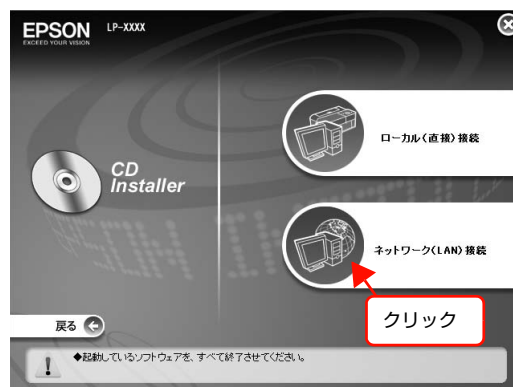 EPSON LP-XXXX
EXCEED YOUR VISION
ローカル(直接)接続
CD
Installer
ネットワーク(LAN)接続
クリック
戻る
◆起動しているソフトウェアを、すべて終了させてください。